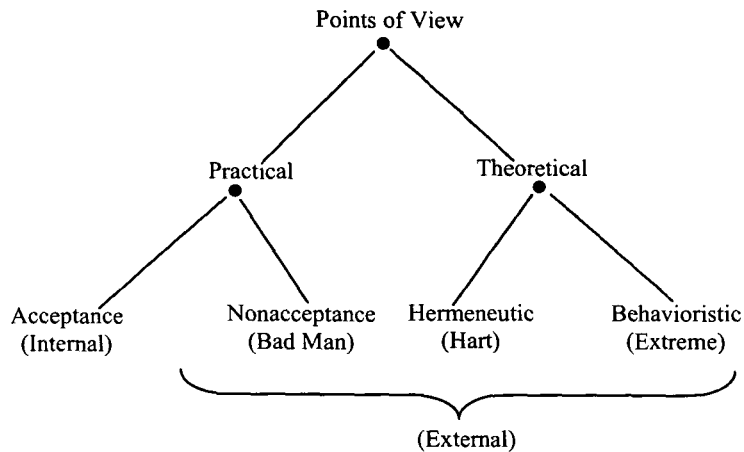 Points of View
Practical
Theoretical
Acceptance
(Internal)
Nonacceptance
(Bad Man)
Hermeneutic
(Hart)
Behavioristic
(Extreme)
(External)